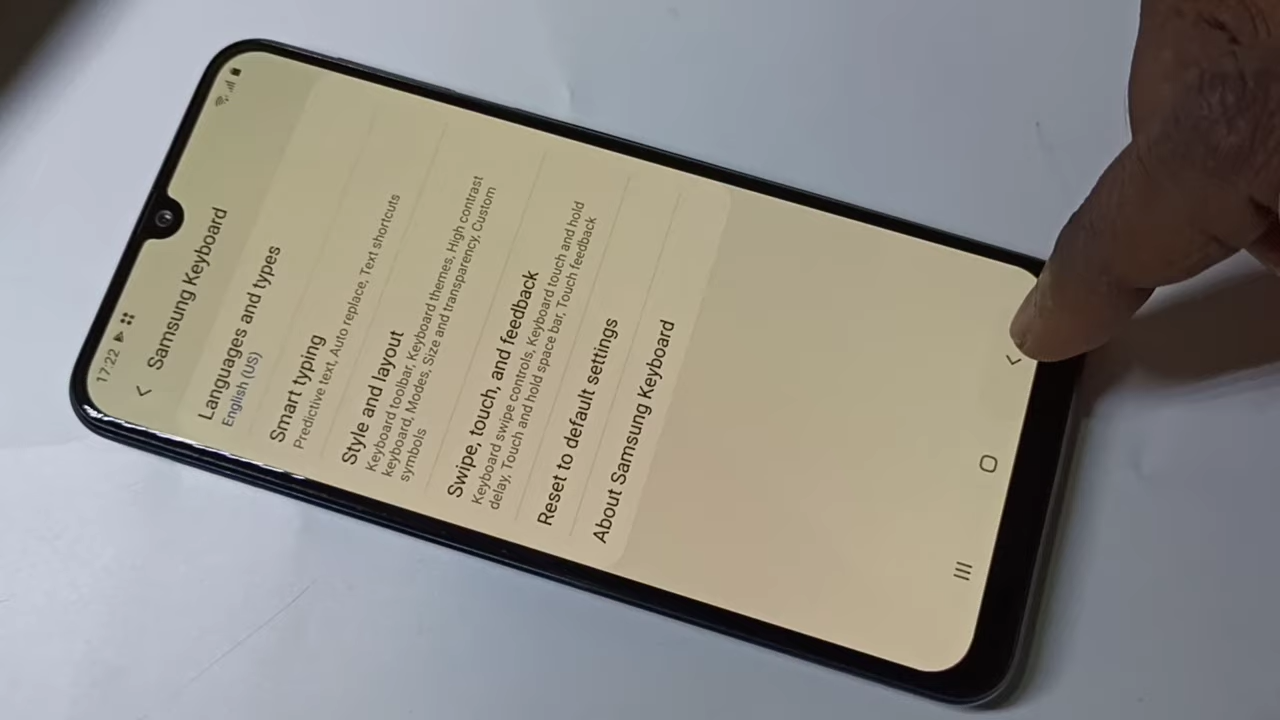 17:22
Samsung Keyboard
Languages and types
English (US)
Smart typing
Predictive text, Auto replace, Text shortcuts
Style and layout
Keyboard toolbar, Keyboard themes, High contrast
keyboard, Modes, Size and transparency, Custom
symbols
Swipe, touch, and feedback
Keyboard swipe controls, Keyboard touch and hold
delay, Touch and hold space bar, Touch feedback
Reset to default settings
About Samsung Keyboard